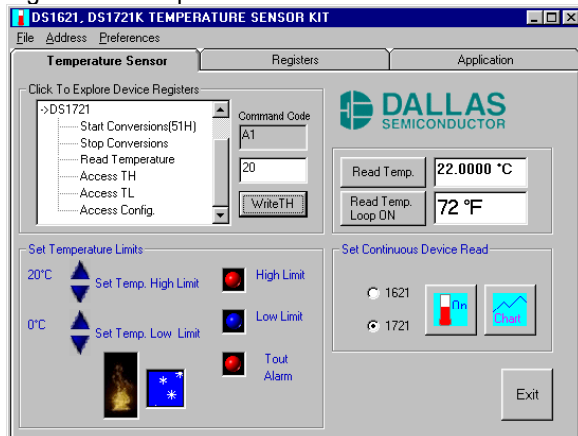 DS1621, DS1721K TEMPERATURE SENSOR KIT
File Address Preferences
Temperature Sensor Registers Application
Click To Explore Device Registers
->DS1721
Start Conversions(51H)
Stop Conversions
Read Temperature
Access TH
Access TL
Access Config.
Command Code
A1
20
WriteTH
DALLAS
SEMICONDUCTOR
Read Temp. 22.0000 °C
Read Temp.
Loop ON
72 °F
Set Temperature Limits
20°C Set Temp. High Limit High Limit
0°C Set Temp. Low Limit Low Limit
Tout
Alarm
Set Continuous Device Read
1621
1721
On
Chart
Exit